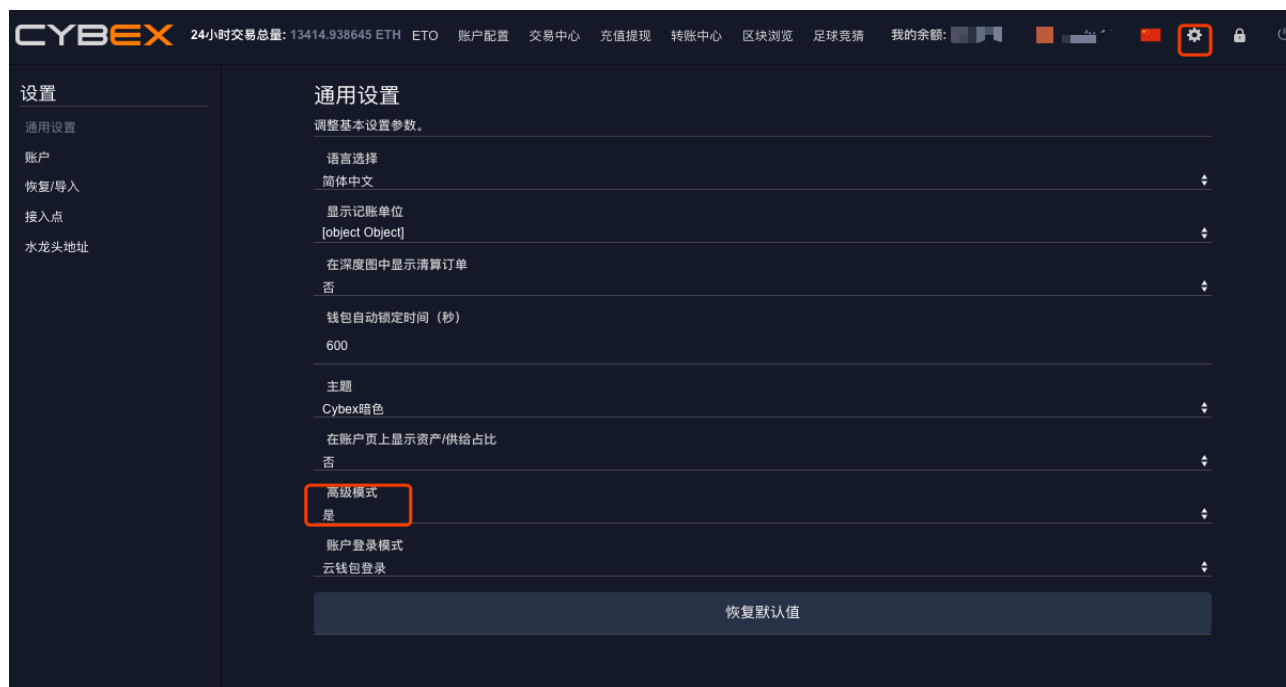 CYBEX 24小时交易总量: 13414.938645 ETH ETO 账户配置 交易中心 充值提现 转账中心 区块浏览 足球竞猜 我的余额:
设置
通用设置
账户
恢复/导入
接入点
水龙头地址
通用设置
调整基本设置参数。
语言选择
简体中文
显示记账单位
[object Object]
在深度图中显示清算订单
否
钱包自动锁定时间（秒）
600
主题
Cybex暗色
在账户页上显示资产/供给占比
否
高级模式
是
账户登录模式
云钱包登录
恢复默认值